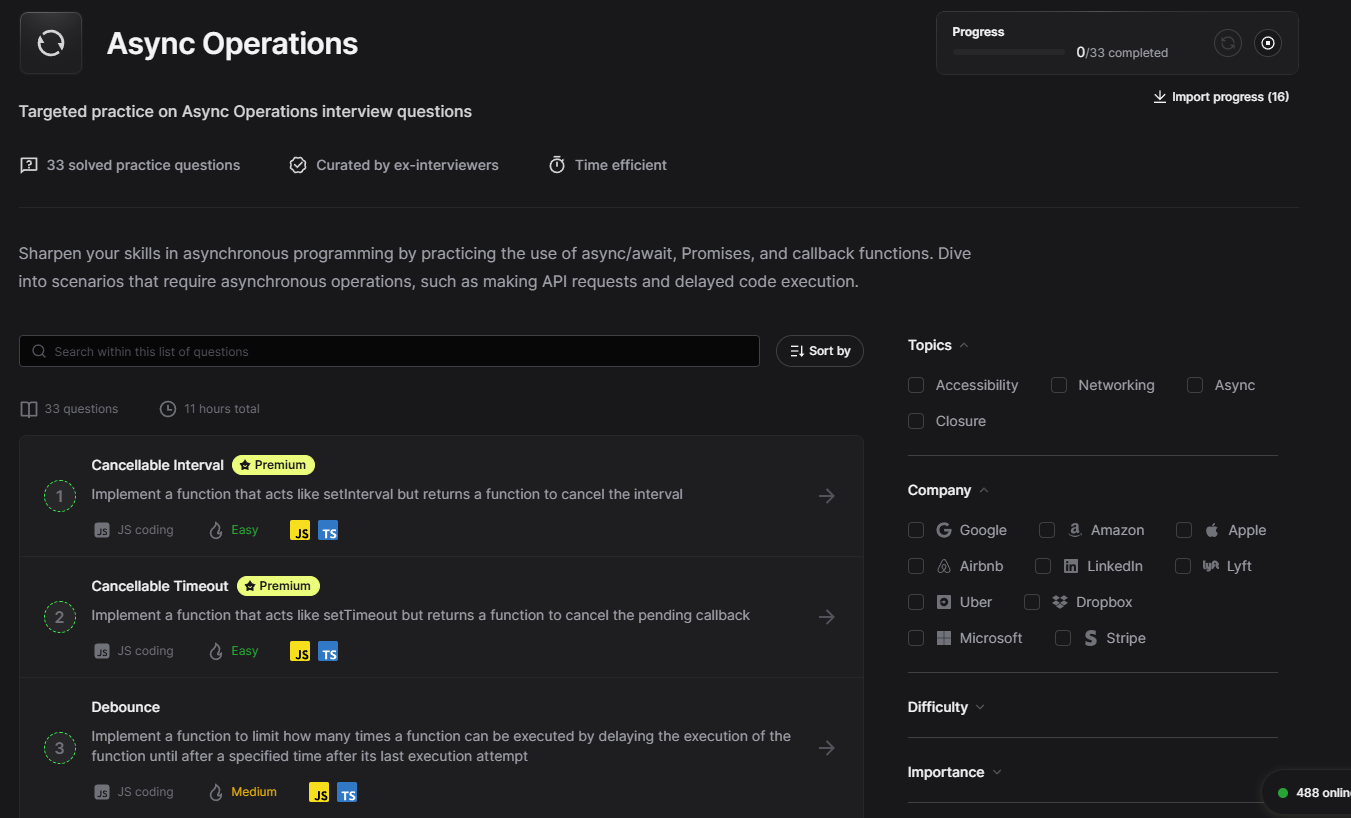 Async Operations
Progress
0/33 completed
Import progress (16)
Targeted practice on Async Operations interview questions
33 solved practice questions
Curated by ex-interviewers
Time efficient
Sharpen your skills in asynchronous programming by practicing the use of async/await, Promises, and callback functions. Dive
into scenarios that require asynchronous operations, such as making API requests and delayed code execution.
Search within this list of questions
Sort by
33 questions
11 hours total
Cancellable Interval Premium
1
Implement a function that acts like setInterval but returns a function to cancel the interval
JS JS coding Easy JS TS
Cancellable Timeout Premium
2
Implement a function that acts like setTimeout but returns a function to cancel the pending callback
JS JS coding Easy JS TS
Debounce
3
Implement a function to limit how many times a function can be executed by delaying the execution of the
function until after a specified time after its last execution attempt
JS JS coding Medium JS TS
Topics
Accessibility Networking Async
Closure
Company
Google Amazon Apple
Airbnb LinkedIn Lyft
Uber Dropbox
Microsoft Stripe
Difficulty
Importance
488 onlin